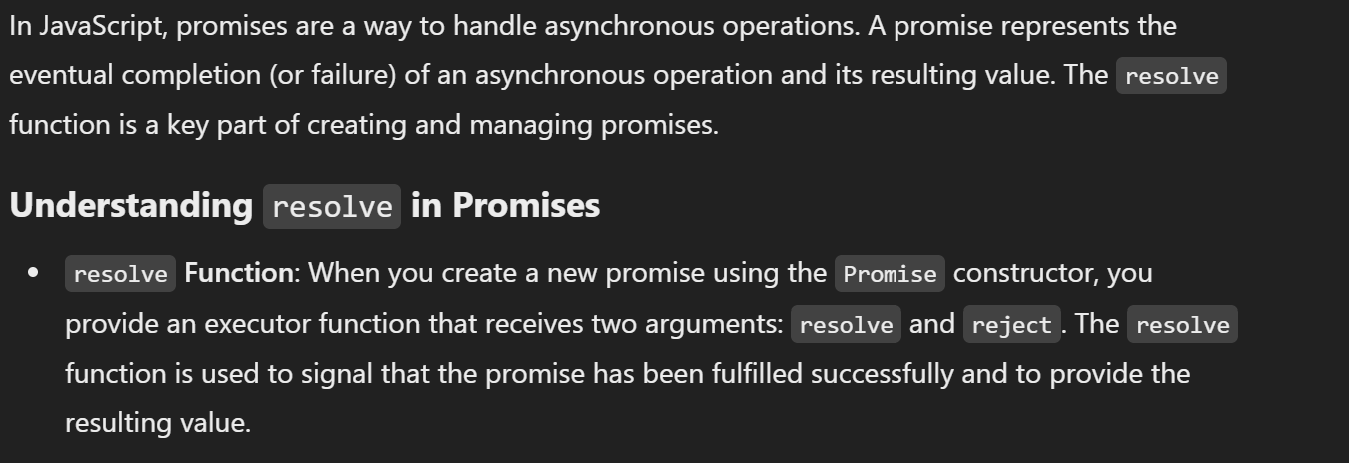 In JavaScript, promises are a way to handle asynchronous operations. A promise represents the
eventual completion (or failure) of an asynchronous operation and its resulting value. The resolve
function is a key part of creating and managing promises.
Understanding resolve in Promises
• resolve Function: When you create a new promise using the Promise constructor, you
provide an executor function that receives two arguments: resolve and reject. The resolve
function is used to signal that the promise has been fulfilled successfully and to provide the
resulting value.